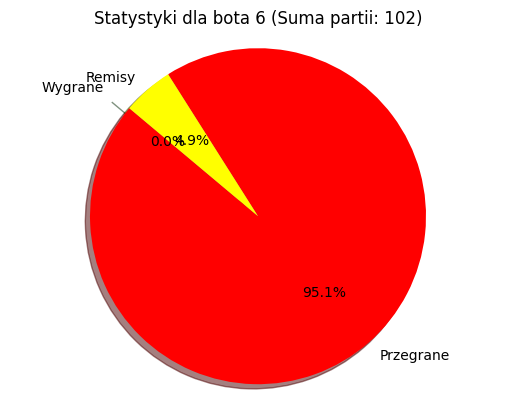 Statystyki dla bota 6 (Suma partii: 102)
Remisy
Wygrane
0.0%
4.9%
95.1%
Przegrane